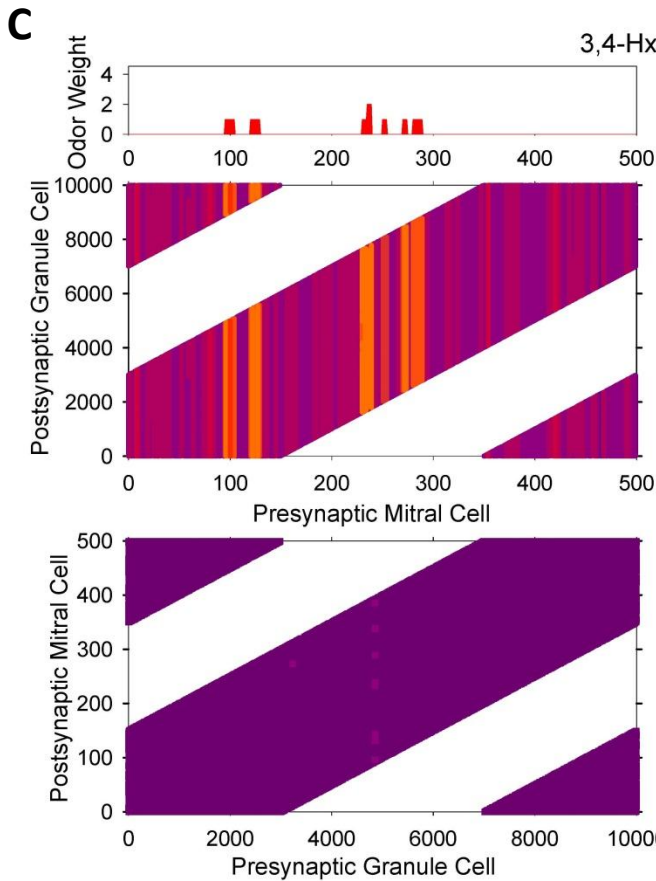 C
3,4-Hx
Odor Weight
4
2
0
0 100 200 300 400 500
Postsynaptic Granule Cell
10000
8000
6000
4000
2000
0
0 100 200 300 400 500
Presynaptic Mitral Cell
Postsynaptic Mitral Cell
500
400
300
200
100
0
0 2000 4000 6000 8000 1000
Presynaptic Granule Cell